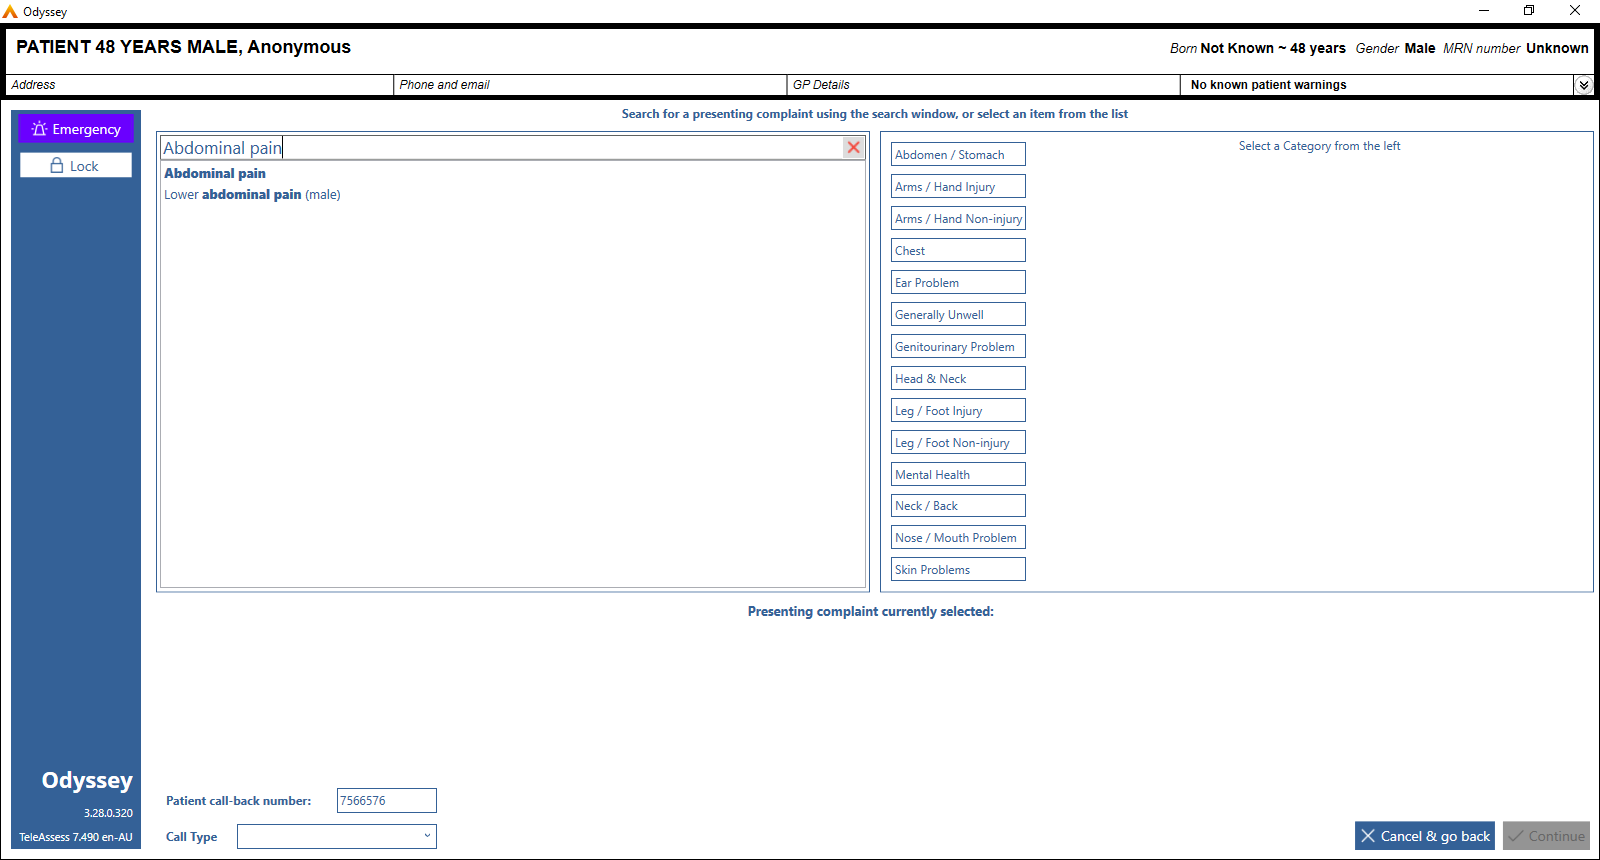 Odyssey
PATIENT 48 YEARS MALE, Anonymous
Born Not Known ~ 48 years Gender Male MRN number Unknown
Address
Phone and email
GP Details
No known patient warnings
Search for a presenting complaint using the search window, or select an item from the list
Emergency
Lock
Abdominal pain
Abdominal pain
Lower abdominal pain (male)
Abdomen / Stomach
Arms / Hand Injury
Arms / Hand Non-injury
Chest
Ear Problem
Generally Unwell
Genitourinary Problem
Head & Neck
Leg / Foot Injury
Leg / Foot Non-injury
Mental Health
Neck / Back
Nose / Mouth Problem
Skin Problems
Select a Category from the left
Presenting complaint currently selected:
Odyssey
3.28.0.320
TeleAssess 7.490 en-AU
Patient call-back number: 7566576
Call Type
Cancel & go back
Continue